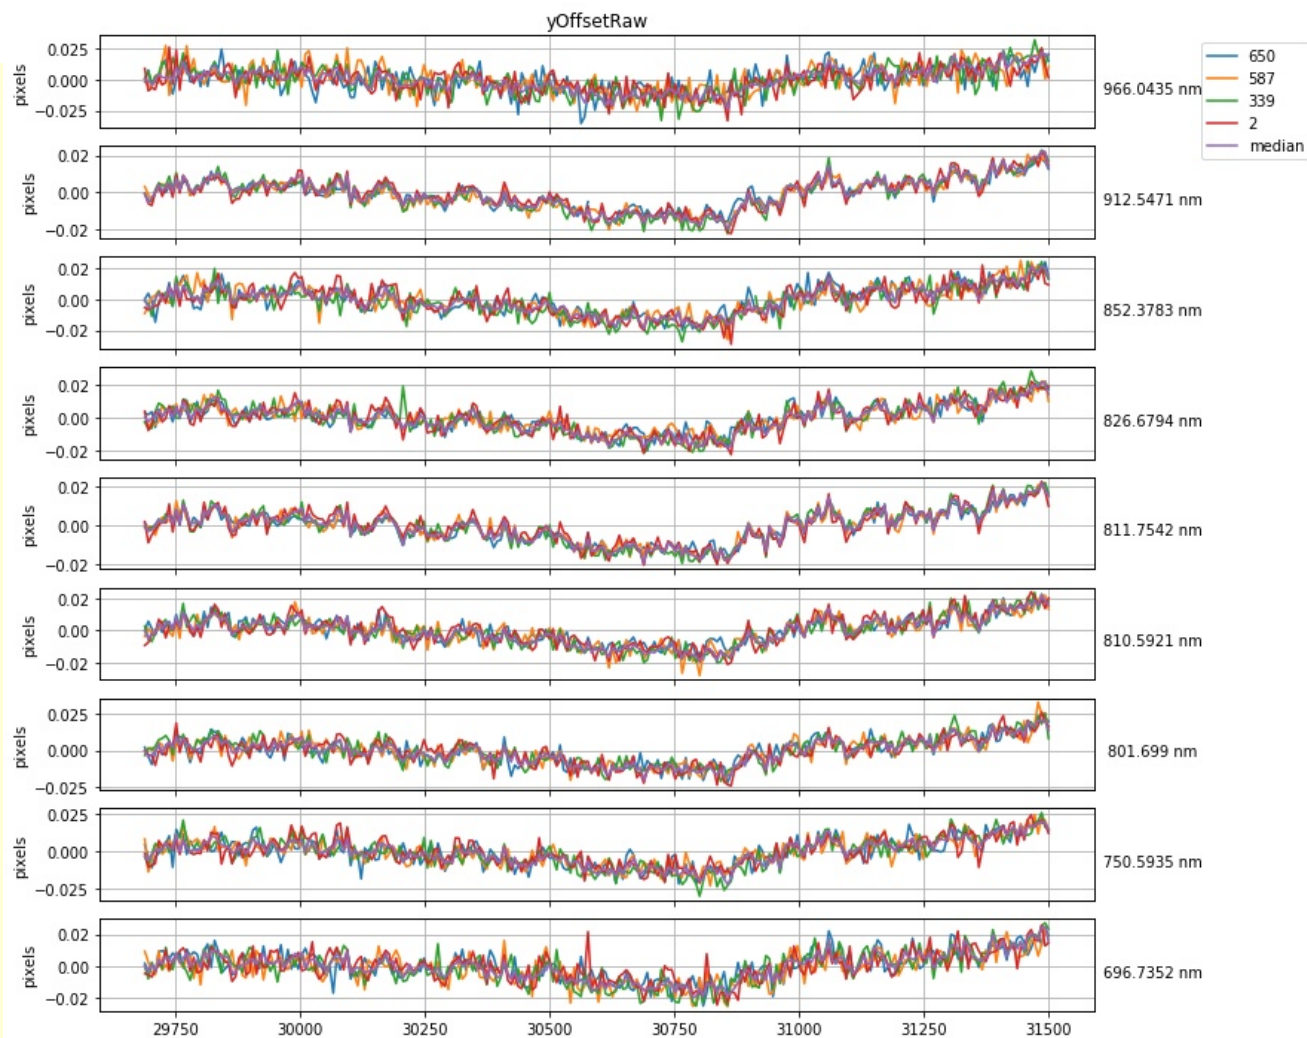 yOffsetRaw
pixels
0.025
0.000
−0.025
966.0435 nm
650
587
339
2
median
pixels
0.02
0.00
−0.02
912.5471 nm
pixels
0.02
0.00
−0.02
852.3783 nm
pixels
0.02
0.00
−0.02
826.6794 nm
pixels
0.02
0.00
−0.02
811.7542 nm
pixels
0.02
0.00
−0.02
810.5921 nm
pixels
0.025
0.000
−0.025
801.699 nm
pixels
0.025
0.000
−0.025
750.5935 nm
pixels
0.02
0.00
−0.02
696.7352 nm
29750 30000 30250 30500 30750 31000 31250 31500